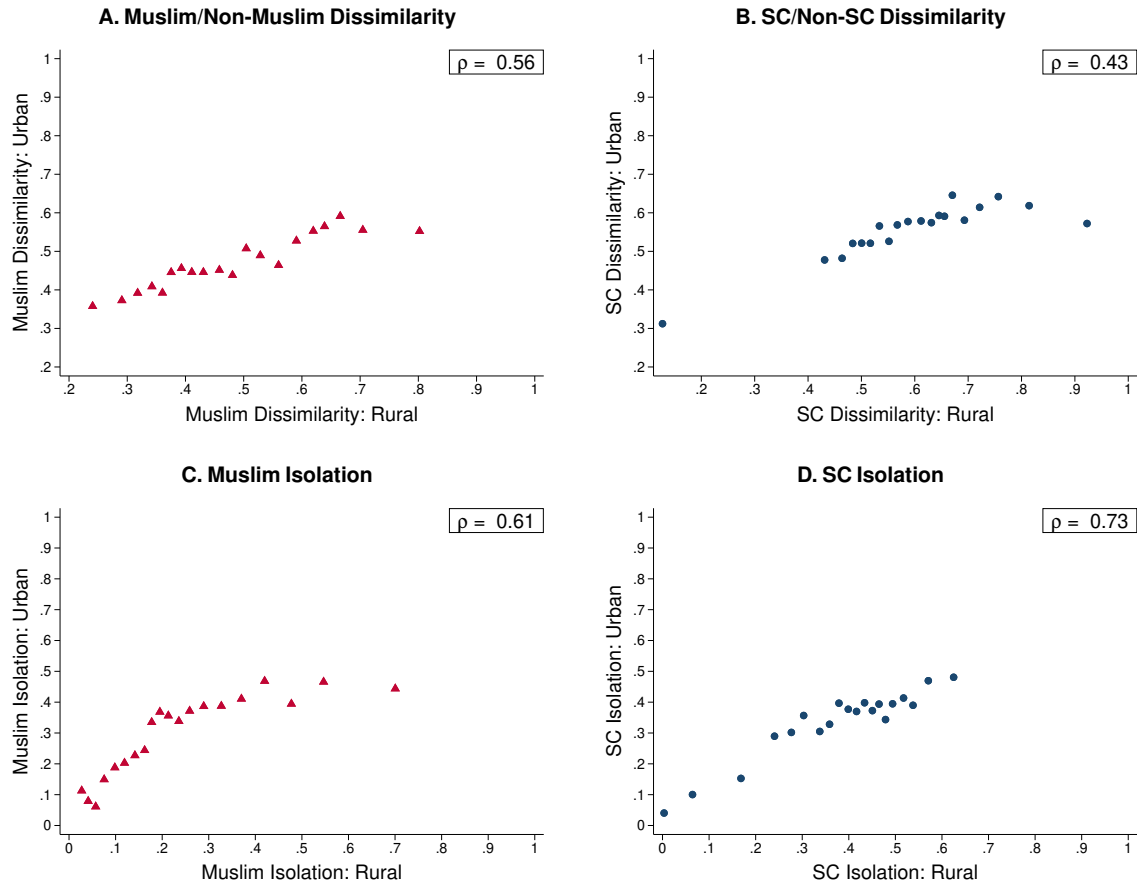 A. Muslim/Non-Muslim Dissimilarity
ρ = 0.56
Muslim Dissimilarity: Urban
1
.9
.8
.7
.6
.5
.4
.3
.2
.2 .3 .4 .5 .6 .7 .8 .9 1
Muslim Dissimilarity: Rural
B. SC/Non-SC Dissimilarity
ρ = 0.43
SC Dissimilarity: Urban
1
.9
.8
.7
.6
.5
.4
.3
.2
.2 .3 .4 .5 .6 .7 .8 .9 1
SC Dissimilarity: Rural
C. Muslim Isolation
ρ = 0.61
Muslim Isolation: Urban
1
.9
.8
.7
.6
.5
.4
.3
.2
.1
0
0 .1 .2 .3 .4 .5 .6 .7 .8 .9 1
Muslim Isolation: Rural
D. SC Isolation
ρ = 0.73
SC Isolation: Urban
1
.9
.8
.7
.6
.5
.4
.3
.2
.1
0
0 .1 .2 .3 .4 .5 .6 .7 .8 .9 1
SC Isolation: Rural